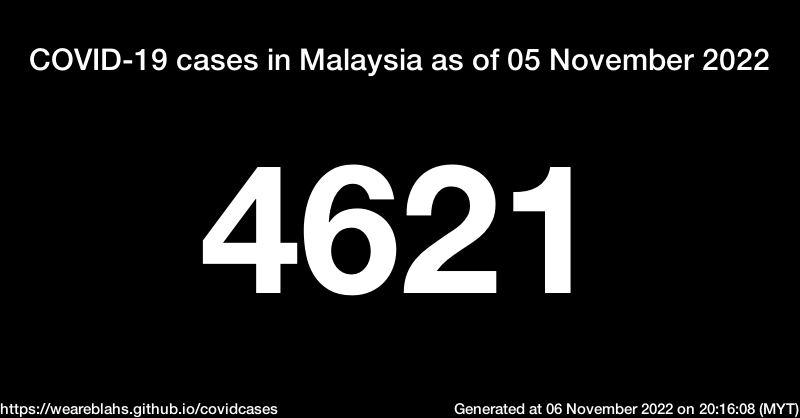 COVID-19 cases in Malaysia as of 05 November 2022
4621
https://weareblahs.github.io/covidcases
Generated at 06 November 2022 on 20:16:08 (MYT)